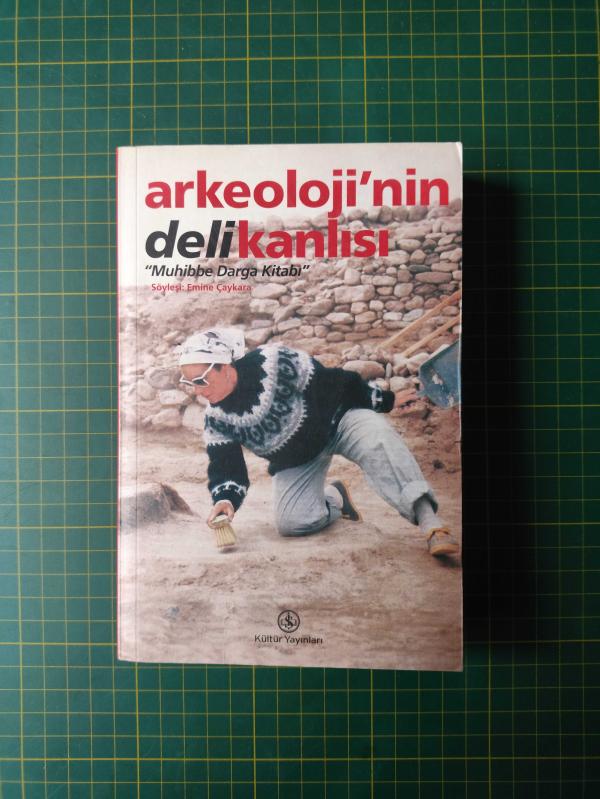 arkeoloji'nin
delikanlısı
"Muhibbe Darga Kitabı"
Söyleşi: Emine Çaykara
Kültür Yayınları